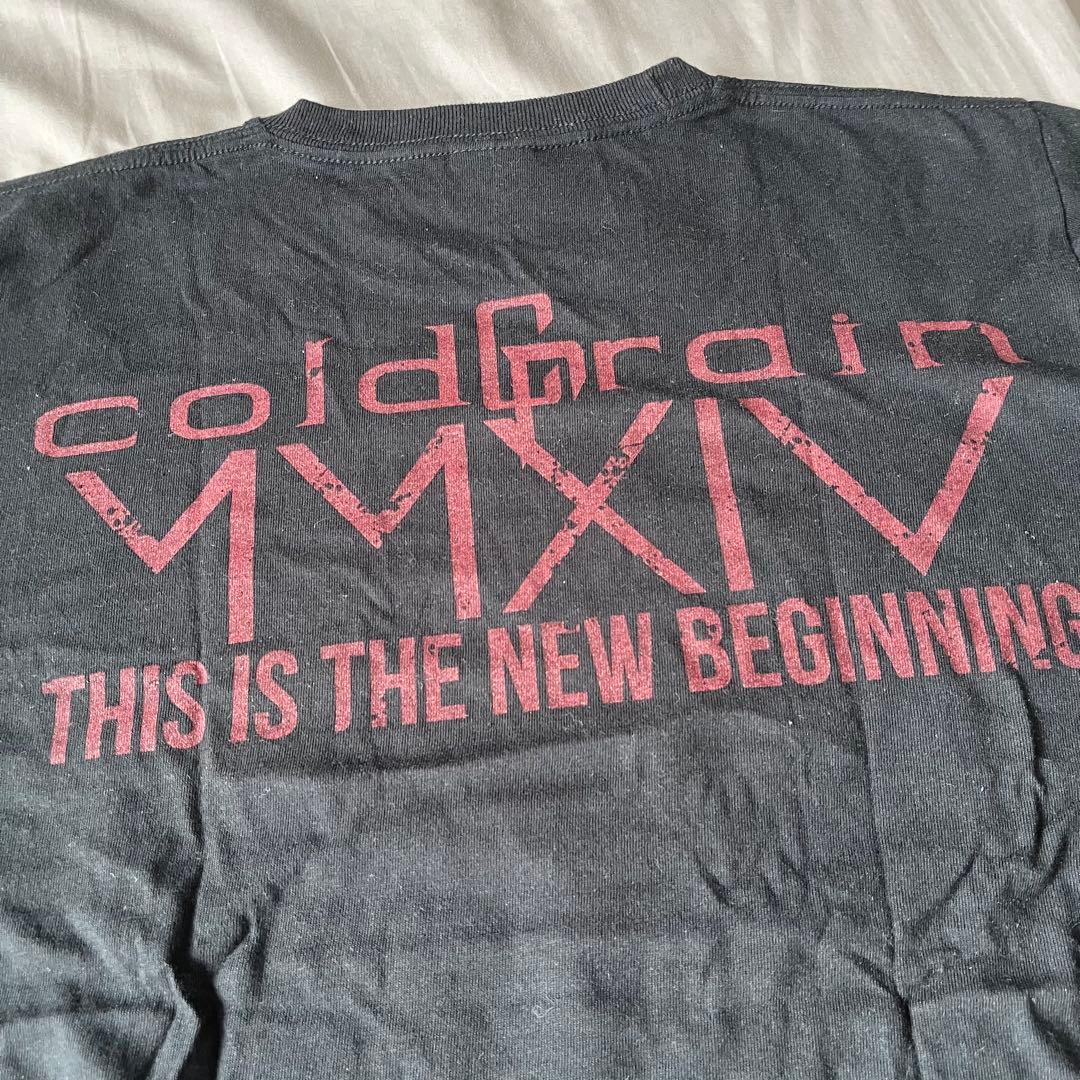 coldrain
MMXIV
THIS IS THE NEW BEGINNING